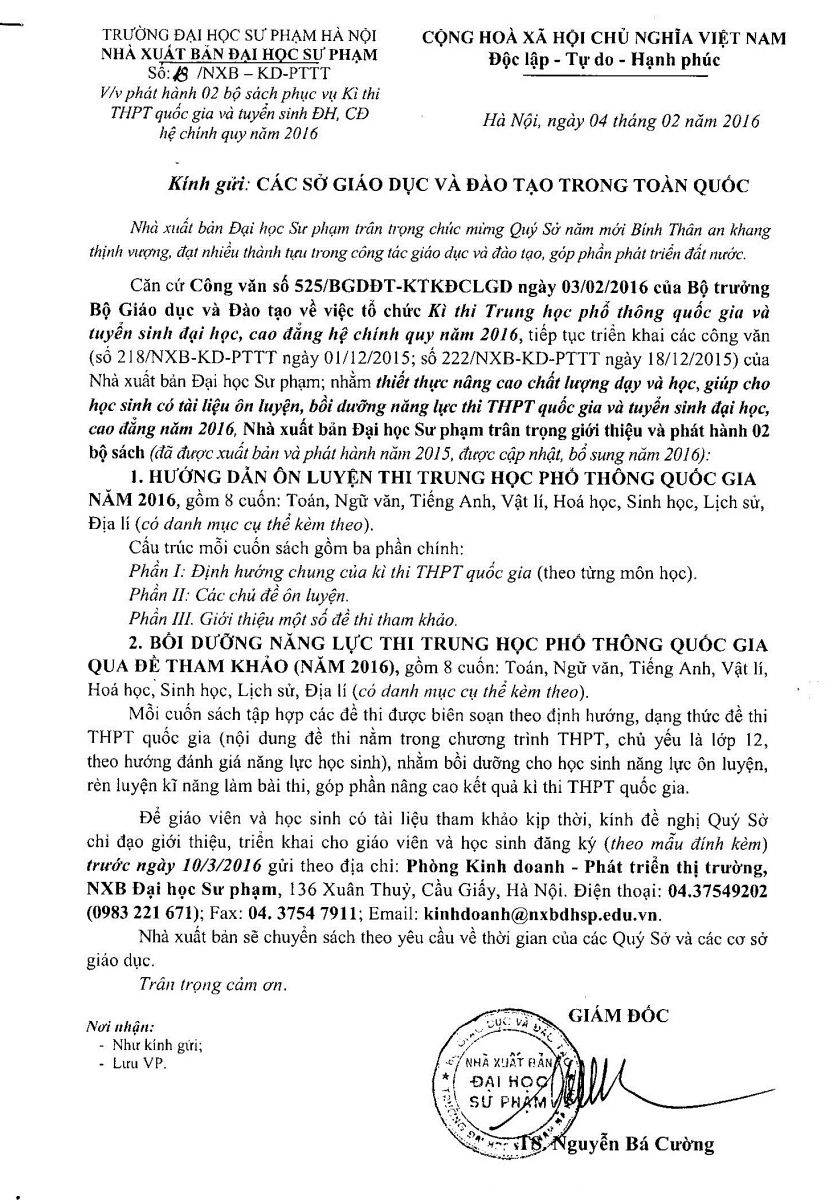 TRƯỜNG ĐẠI HỌC SƯ PHẠM HÀ NỘI
NHÀ XUẤT BẢN ĐẠI HỌC SƯ PHẠM
Số: 18 /NXB – KD-PTTT
V/v phát hành 02 bộ sách phục vụ Kì thi
THPT quốc gia và tuyển sinh ĐH, CĐ
hệ chính quy năm 2016
CỘNG HOÀ XÃ HỘI CHỦ NGHĨA VIỆT NAM
Độc lập - Tự do - Hạnh phúc
Hà Nội, ngày 04 tháng 02 năm 2016
Kính gửi: CÁC SỞ GIÁO DỤC VÀ ĐÀO TẠO TRONG TOÀN QUỐC
Nhà xuất bản Đại học Sư phạm trân trọng chúc mừng Quý Sở năm mới Bính Thân an khang
thịnh vượng, đạt nhiều thành tựu trong công tác giáo dục và đào tạo, góp phần phát triển đất nước.
Căn cứ Công văn số 525/BGDĐT-KTKĐCLGD ngày 03/02/2016 của Bộ trưởng
Bộ Giáo dục và Đào tạo về việc tổ chức Kì thi Trung học phổ thông quốc gia và
tuyển sinh đại học, cao đẳng hệ chính quy năm 2016, tiếp tục triển khai các công văn
(số 218/NXB-KD-PTTT ngày 01/12/2015; số 222/NXB-KD-PTTT ngày 18/12/2015) của
Nhà xuất bản Đại học Sư phạm; nhằm thiết thực nâng cao chất lượng dạy và học, giúp cho
học sinh có tài liệu ôn luyện, bồi dưỡng năng lực thi THPT quốc gia và tuyển sinh đại học,
cao đẳng năm 2016, Nhà xuất bản Đại học Sư phạm trân trọng giới thiệu và phát hành 02
bộ sách (đã được xuất bản và phát hành năm 2015, được cập nhật, bổ sung năm 2016):
1. HƯỚNG DẪN ÔN LUYỆN THI TRUNG HỌC PHỔ THÔNG QUỐC GIA
NĂM 2016, gồm 8 cuốn: Toán, Ngữ văn, Tiếng Anh, Vật lí, Hoá học, Sinh học, Lịch sử,
Địa lí (có danh mục cụ thể kèm theo).
Cấu trúc mỗi cuốn sách gồm ba phần chính:
Phần I: Định hướng chung của kì thi THPT quốc gia (theo từng môn học).
Phần II: Các chủ đề ôn luyện.
Phần III. Giới thiệu một số đề thi tham khảo.
2. BỒI DƯỠNG NĂNG LỰC THI TRUNG HỌC PHỔ THÔNG QUỐC GIA
QUA ĐỀ THAM KHẢO (NĂM 2016), gồm 8 cuốn: Toán, Ngữ văn, Tiếng Anh, Vật lí,
Hoá học, Sinh học, Lịch sử, Địa lí (có danh mục cụ thể kèm theo).
Mỗi cuốn sách tập hợp các đề thi được biên soạn theo định hướng, dạng thức đề thi
THPT quốc gia (nội dung đề thi nằm trong chương trình THPT, chủ yếu là lớp 12,
theo hướng đánh giá năng lực học sinh), nhằm bồi dưỡng cho học sinh năng lực ôn luyện,
rèn luyện kĩ năng làm bài thi, góp phần nâng cao kết quả kì thi THPT quốc gia.
Để giáo viên và học sinh có tài liệu tham khảo kịp thời, kính đề nghị Quý Sở
chỉ đạo giới thiệu, triển khai cho giáo viên và học sinh đăng ký (theo mẫu đính kèm)
trước ngày 10/3/2016 gửi theo địa chỉ: Phòng Kinh doanh - Phát triển thị trường,
NXB Đại học Sư phạm, 136 Xuân Thuỷ, Cầu Giấy, Hà Nội. Điện thoại: 04.37549202
(0983 221 671); Fax: 04. 3754 7911; Email: kinhdoanh@nxbdhsp.edu.vn.
Nhà xuất bản sẽ chuyển sách theo yêu cầu về thời gian của các Quý Sở và các cơ sở
giáo dục.
Trân trọng cảm ơn.
Nơi nhận:
- Như kính gửi;
- Lưu VP.
GIÁM ĐỐC
NHÀ XUẤT BẢN
ĐẠI HỌC
SƯ PHẠM
TS. Nguyễn Bá Cường